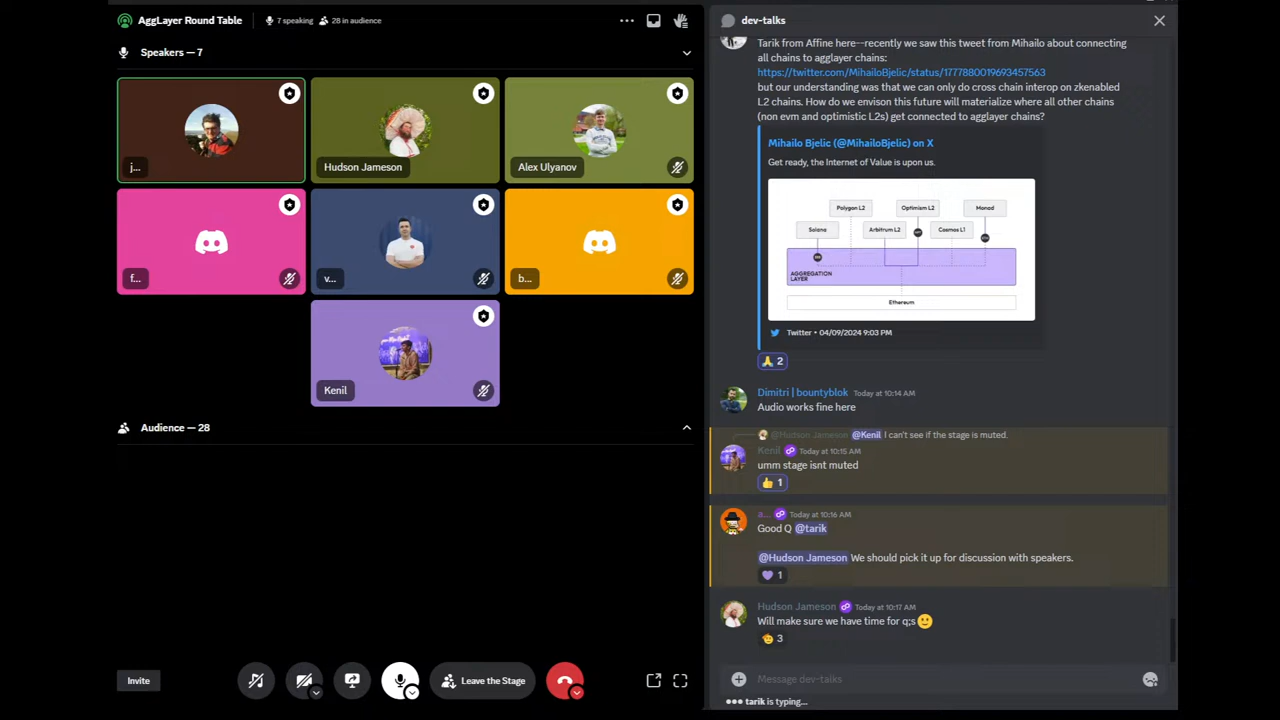 AggLayer Round Table
7 speaking
28 in audience
Speakers — 7
j...
Hudson Jameson
Alex Ulyanov
f...
v...
b...
Kenil
Audience — 28
Invite
Leave the Stage
dev-talks
Tarik from Affine here--recently we saw this tweet from Mihailo about connecting
all chains to agglayer chains:
https://twitter.com/MihailoBjelic/status/1777880019693457563
but our understanding was that we can only do cross chain interop on zkenabled
L2 chains. How do we envison this future will materialize where all other chains
(non evm and optimistic L2s) get connected to agglayer chains?
Mihailo Bjelic (@MihailoBjelic) on X
Get ready, the Internet of Value is upon us.
Polygon L2
Optimism L2
Monad
Solana
Arbitrum L2
Cosmos L1
AGGREGATION
LAYER
Ethereum
Twitter • 04/09/2024 9:03 PM
🙏 2
Dimitri | bountyblok Today at 10:14 AM
Audio works fine here
@Hudson Jameson @Kenil I can't see if the stage is muted.
Kenil Today at 10:15 AM
umm stage isnt muted
👍 1
a... Today at 10:16 AM
Good Q @tarik
@Hudson Jameson We should pick it up for discussion with speakers.
💜 1
Hudson Jameson Today at 10:17 AM
Will make sure we have time for q;s🙂
3
Message dev-talks
tarik is typing...